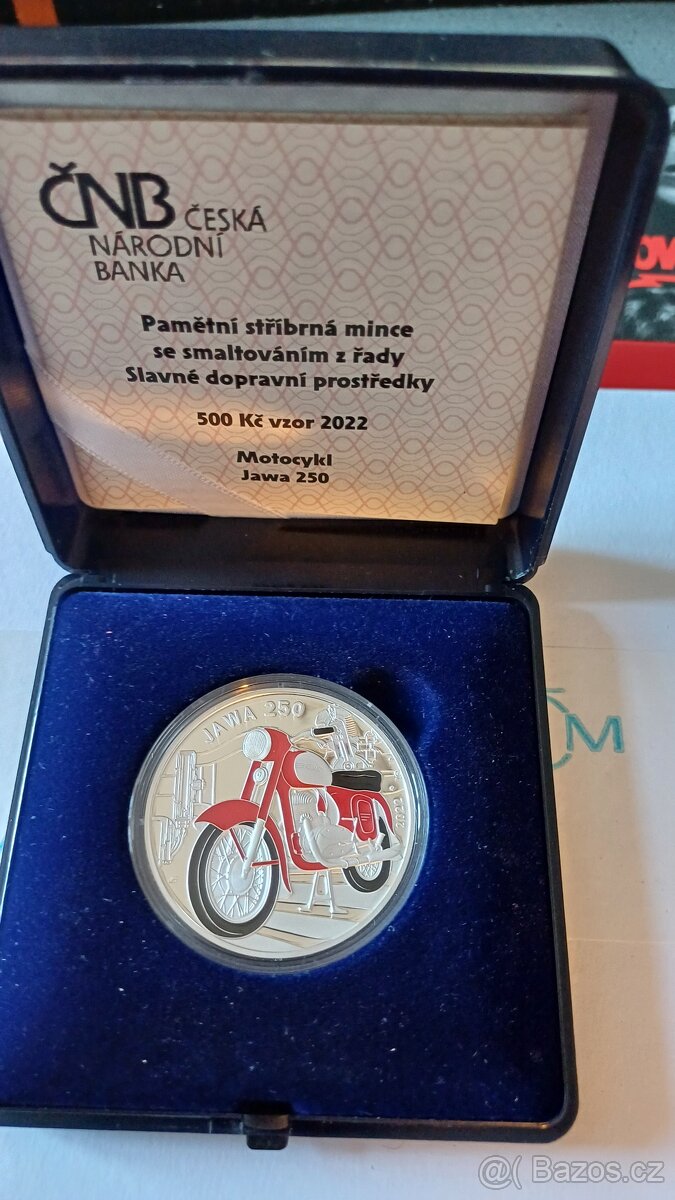 ČNB ČESKÁ
NÁRODNÍ
BANKA
Pamětní stříbrná mince
se smaltováním z řady
Slavné dopravní prostředky
500 Kč vzor 2022
Motocykl
Jawa 250
JAWA 250
2022
M
Bazos.cz